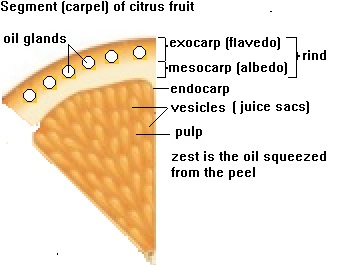 Segment (carpel) of citrus fruit
oil glands
exocarp (flavedo)
rind
mesocarp (albedo)
endocarp
vesicles ( juice sacs)
pulp
zest is the oil squeezed
from the peel